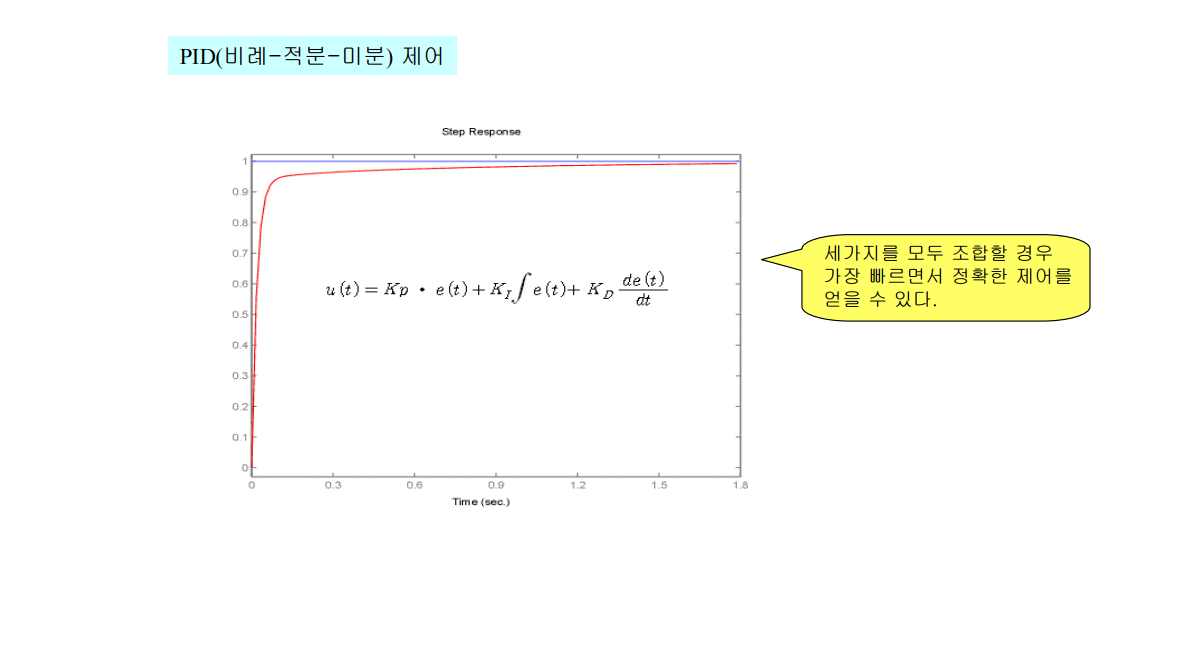 PID(비례-적분-미분) 제어
Step Response
1
0.9
0.8
0.7
0.6
0.5
0.4
0.3
0.2
0.1
0
u(t) = Kp • e(t) + K_I ∫ e(t) + K_D de(t)/dt
세가지를 모두 조합할 경우
가장 빠르면서 정확한 제어를
얻을 수 있다.
0 0.3 0.6 0.9 1.2 1.5 1.8
Time (sec.)